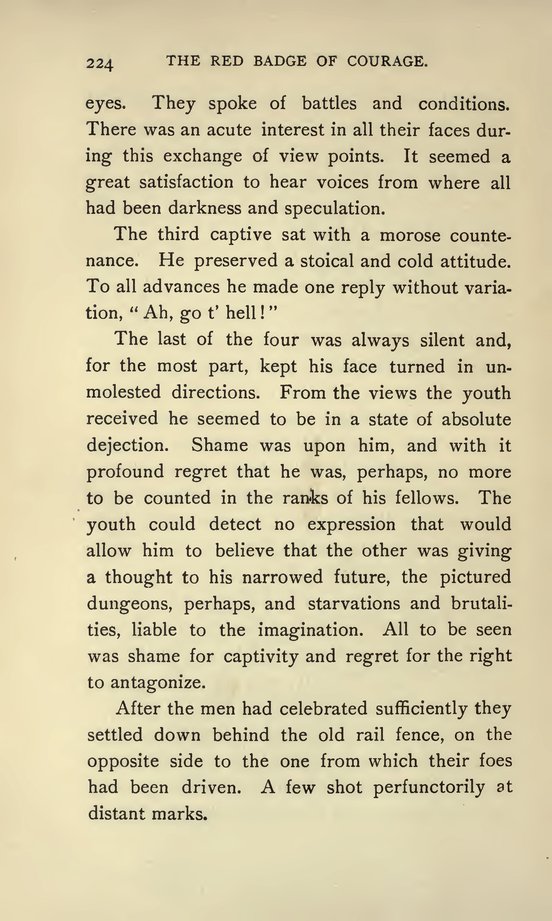 224 THE RED BADGE OF COURAGE.
eyes. They spoke of battles and conditions.
There was an acute interest in all their faces dur-
ing this exchange of view points. It seemed a
great satisfaction to hear voices from where all
had been darkness and speculation.
The third captive sat with a morose counte-
nance. He preserved a stoical and cold attitude.
To all advances he made one reply without varia-
tion, “ Ah, go t’ hell ! ”
The last of the four was always silent and,
for the most part, kept his face turned in un-
molested directions. From the views the youth
received he seemed to be in a state of absolute
dejection. Shame was upon him, and with it
profound regret that he was, perhaps, no more
to be counted in the ranks of his fellows. The
youth could detect no expression that would
allow him to believe that the other was giving
a thought to his narrowed future, the pictured
dungeons, perhaps, and starvations and brutali-
ties, liable to the imagination. All to be seen
was shame for captivity and regret for the right
to antagonize.
After the men had celebrated sufficiently they
settled down behind the old rail fence, on the
opposite side to the one from which their foes
had been driven. A few shot perfunctorily at
distant marks.